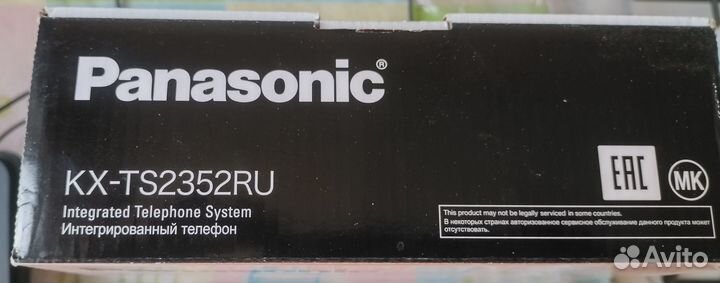 Panasonic®
KX-TS2352RU
Integrated Telephone System
Интегрированный телефон
EAC
MK
This product may not be legally serviced in some countries.
В некоторых странах авторизованное сервисное обслуживание данного продукта может
отсутствовать.
Avito